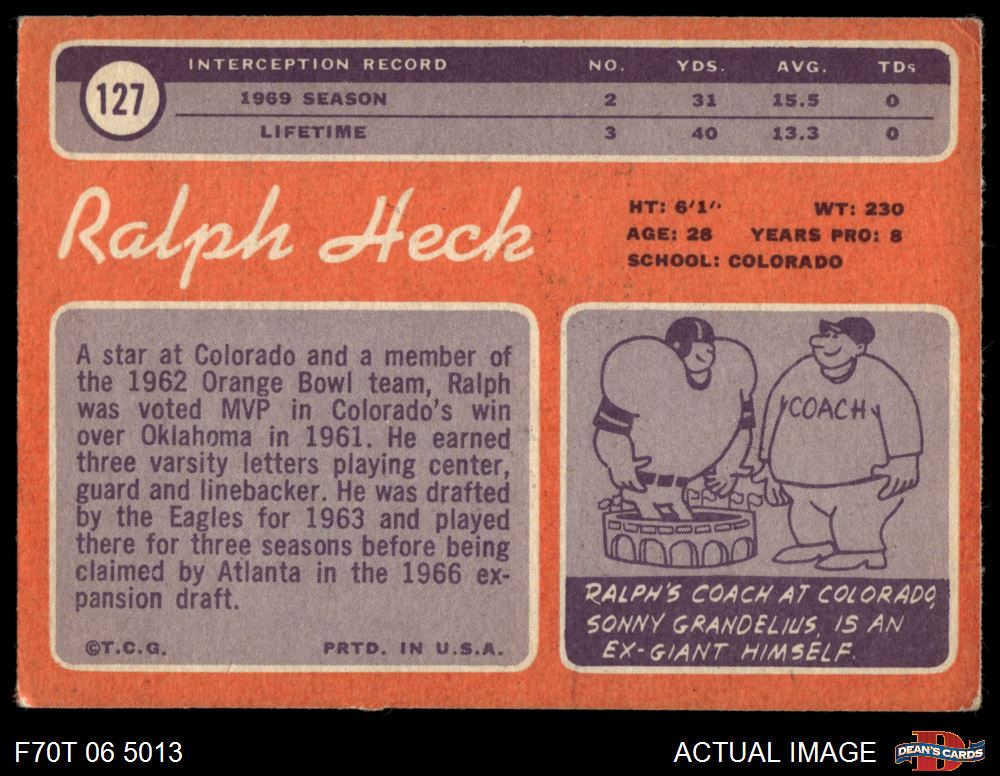 127
INTERCEPTION RECORD NO. YDS. AVG. TDs
1969 SEASON 2 31 15.5 0
LIFETIME 3 40 13.3 0
Ralph Heck
HT: 6'1" WT: 230
AGE: 28 YEARS PRO: 8
SCHOOL: COLORADO
A star at Colorado and a member of
the 1962 Orange Bowl team, Ralph
was voted MVP in Colorado's win
over Oklahoma in 1961. He earned
three varsity letters playing center,
guard and linebacker. He was drafted
by the Eagles for 1963 and played
there for three seasons before being
claimed by Atlanta in the 1966 ex-
pansion draft.
©T.C.G. PRTD. IN U.S.A.
COACH
RALPH'S COACH AT COLORADO,
SONNY GRANDELIUS, IS AN
EX-GIANT HIMSELF.
F70T 06 5013
ACTUAL IMAGE
D
DEAN'S CARDS